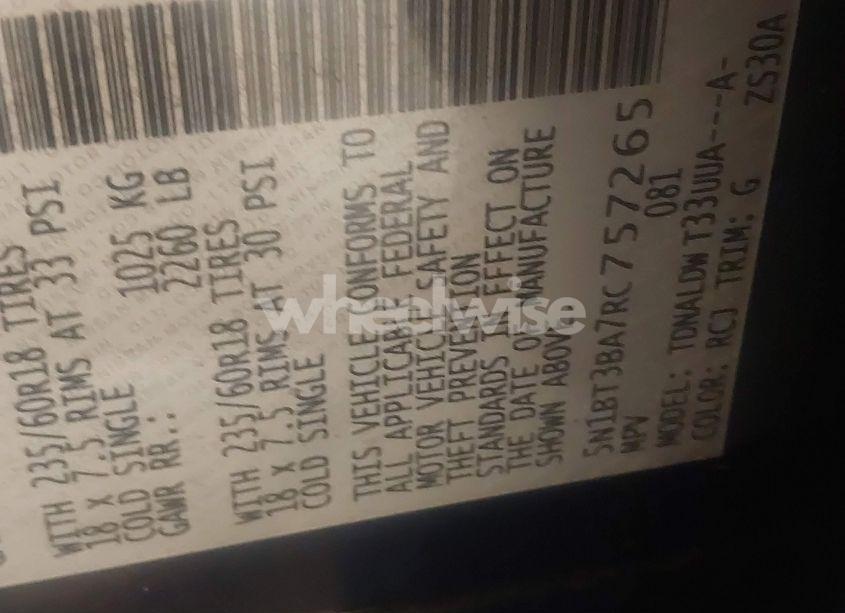 WITH 235/60R18 TIRES
18 X 7.5 RIMS AT 33 PSI
COLD SINGLE 1025 KG
GAWR RR.: 2260 LB
WITH 235/60R18 TIRES
18 X 7.5 RIMS AT 30 PSI
COLD SINGLE
THIS VEHICLE CONFORMS TO
ALL APPLICABLE FEDERAL
MOTOR VEHICLE SAFETY AND
THEFT PREVENTION
STANDARDS IN EFFECT ON
THE DATE OF MANUFACTURE
SHOWN ABOVE.
5N1BT3BA7RC757265
MPV 081
MODEL: TDNALDW T33UUA---A-
COLOR: RCJ TRIM: G ZS30A
wheelwise